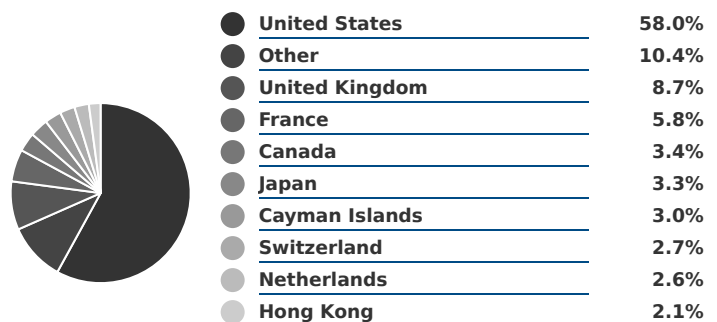 United States 58.0%
Other 10.4%
United Kingdom 8.7%
France 5.8%
Canada 3.4%
Japan 3.3%
Cayman Islands 3.0%
Switzerland 2.7%
Netherlands 2.6%
Hong Kong 2.1%